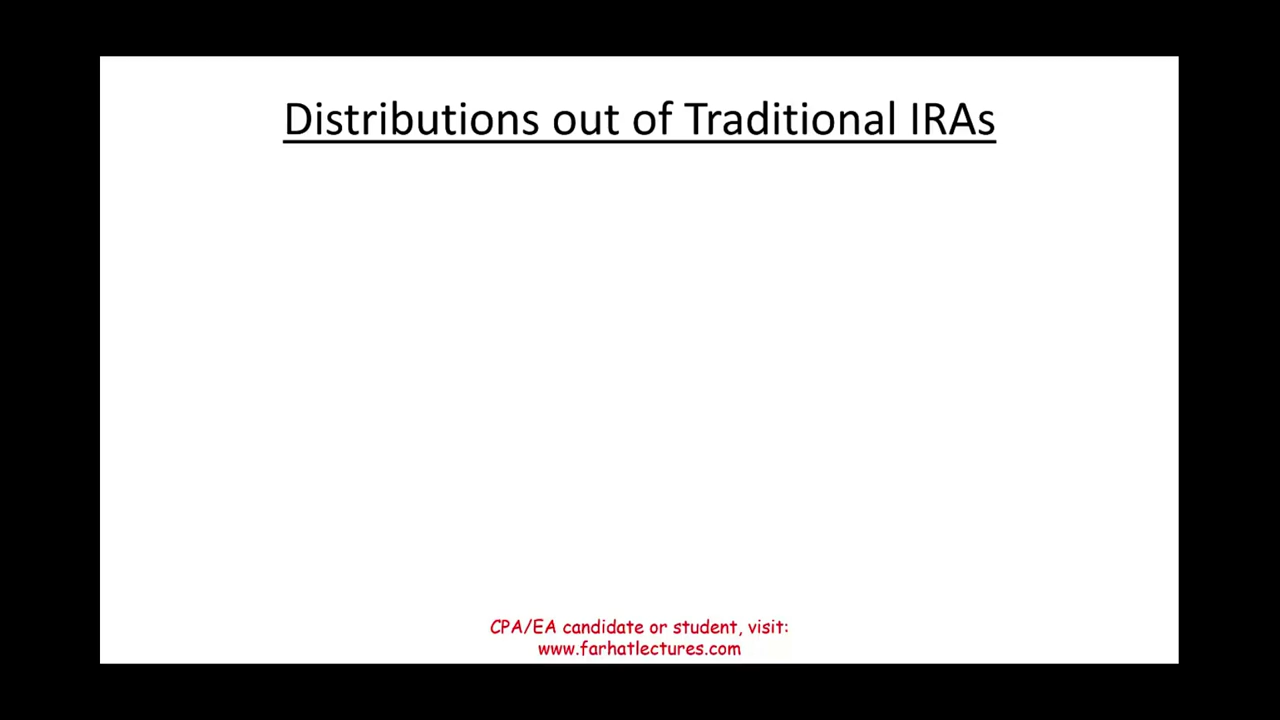 Distributions out of Traditional IRAs
CPA/EA candidate or student, visit:
www.farhatlectures.com